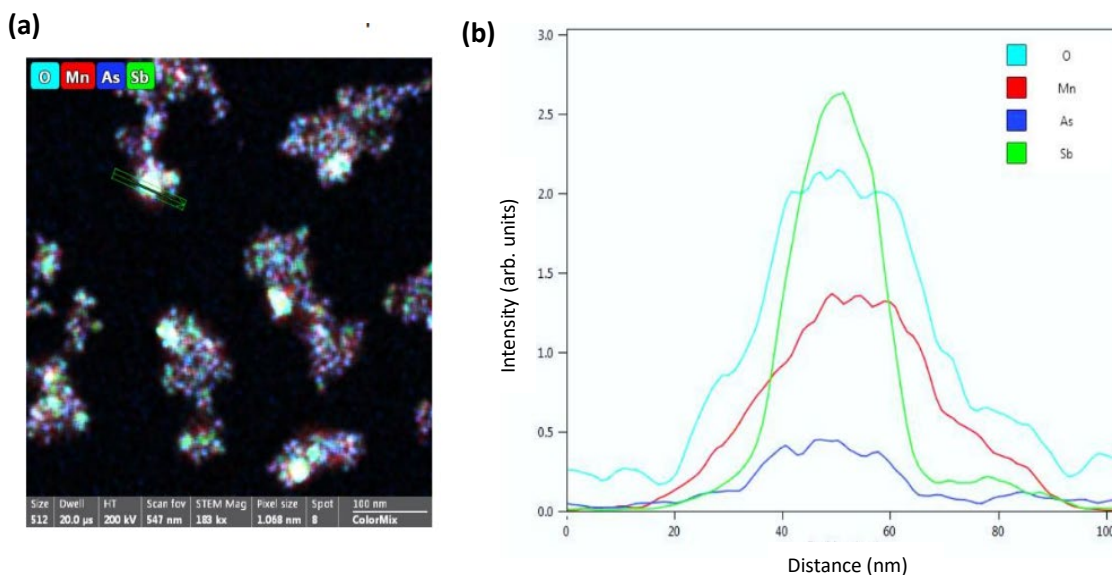 (a)
O Mn As Sb
Size Dwell HT Scan fov STEM Mag Pixel size Spot 100 nm
512 20.0 µs 200 kV 547 nm 183 kx 1.068 nm 8 ColorMix
(b)
3.0
2.5
2.0
1.5
1.0
0.5
0.0
Intensity (arb. units)
O
Mn
As
Sb
0 20 40 60 80 100
Distance (nm)